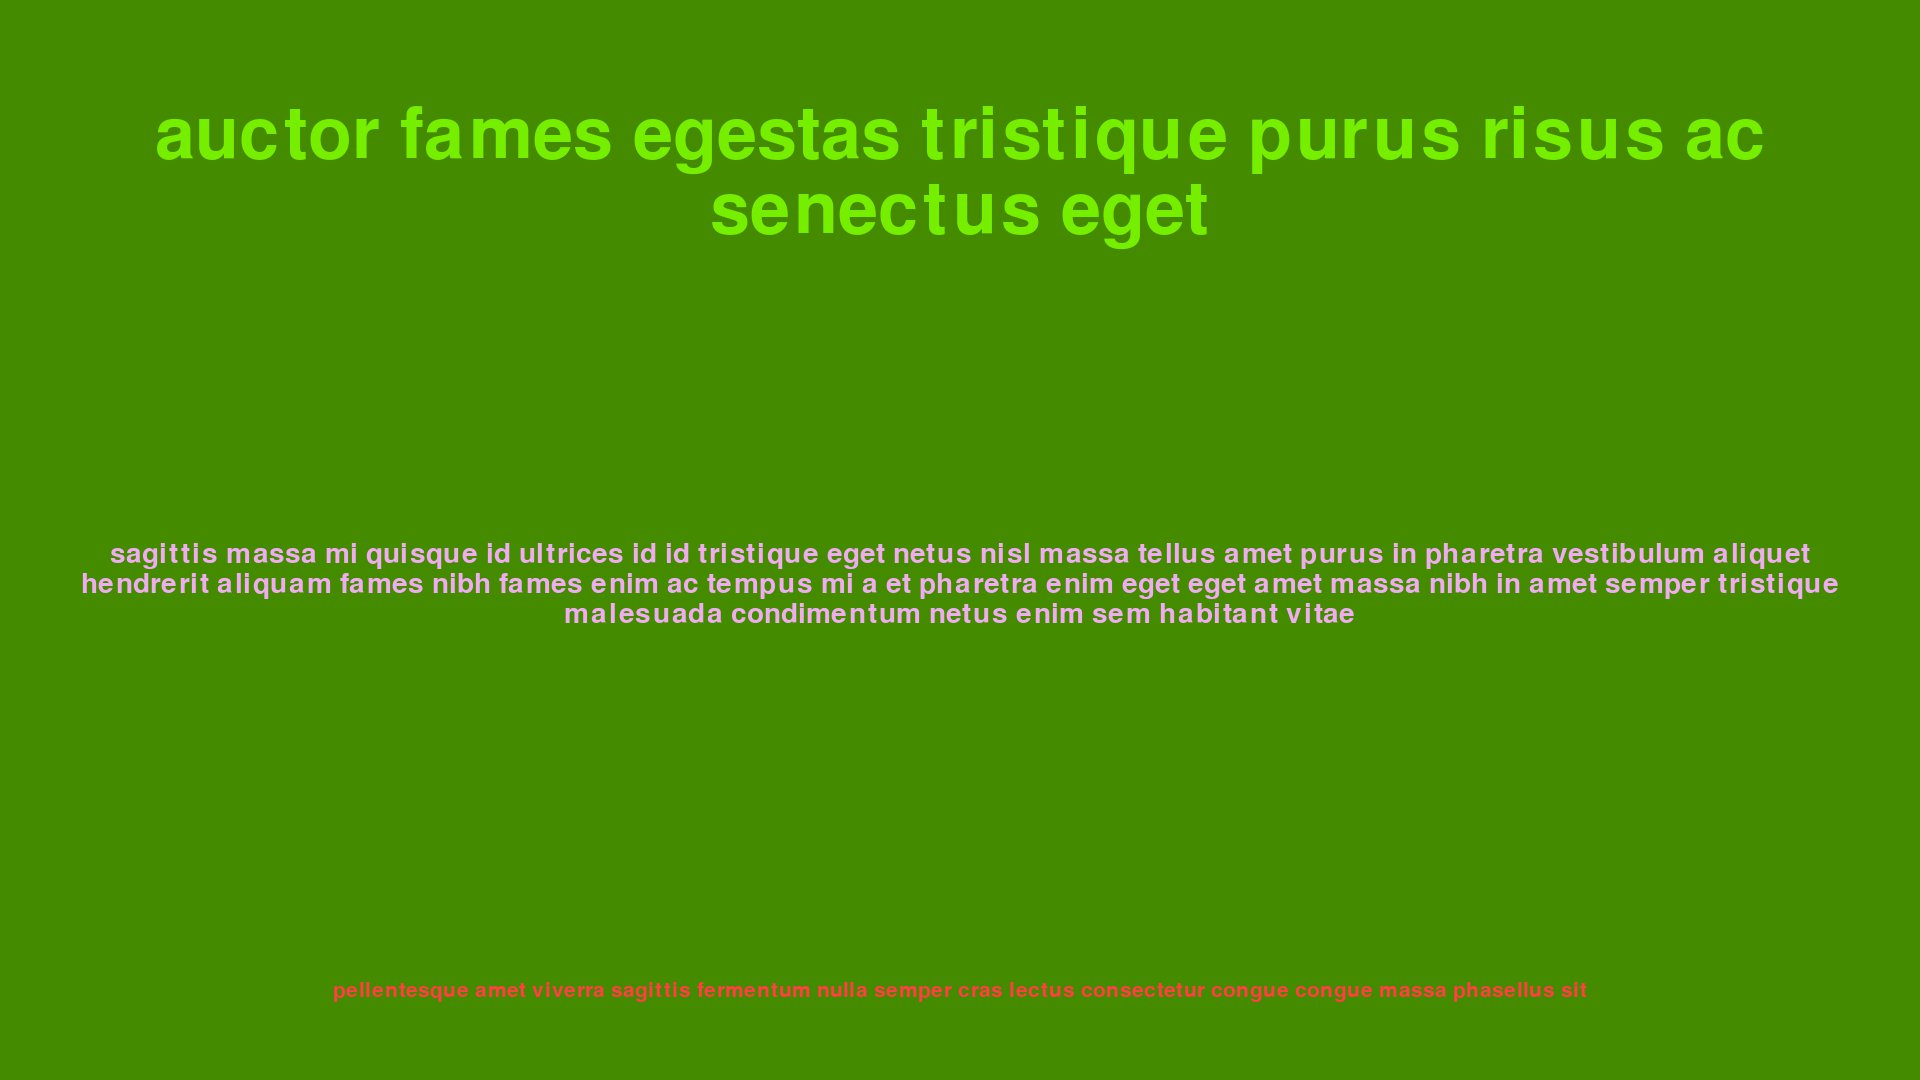 auctor fames egestas tristique purus risus ac
senectus eget
sagittis massa mi quisque id ultrices id id tristique eget netus nisl massa tellus amet purus in pharetra vestibulum aliquet
hendrerit aliquam fames nibh fames enim ac tempus mi a et pharetra enim eget eget amet massa nibh in amet semper tristique
malesuada condimentum netus enim sem habitant vitae
pellentesque amet viverra sagittis fermentum nulla semper cras lectus consectetur congue congue massa phasellus sit